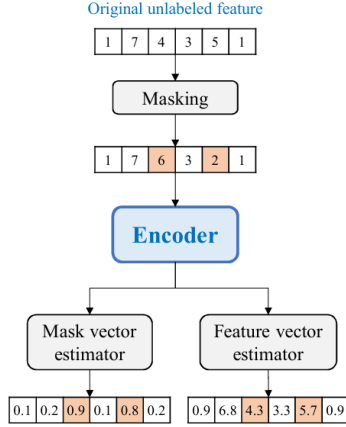 Original unlabeled feature
1 7 4 3 5 1
Masking
1 7 6 3 2 1
Encoder
Mask vector
estimator
Feature vector
estimator
0.1 0.2 0.9 0.1 0.8 0.2
0.9 6.8 4.3 3.3 5.7 0.9